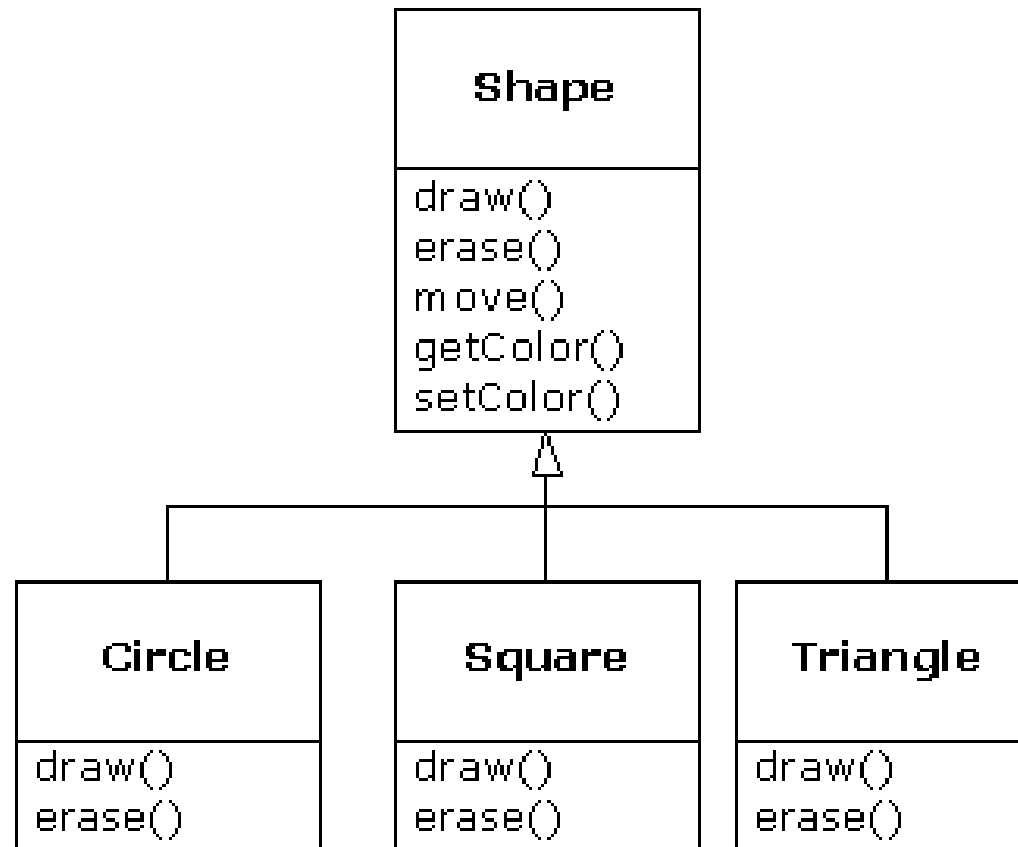 Shape
draw()
erase()
move()
getColor()
setColor()
Circle
draw()
erase()
Square
draw()
erase()
Triangle
draw()
erase()